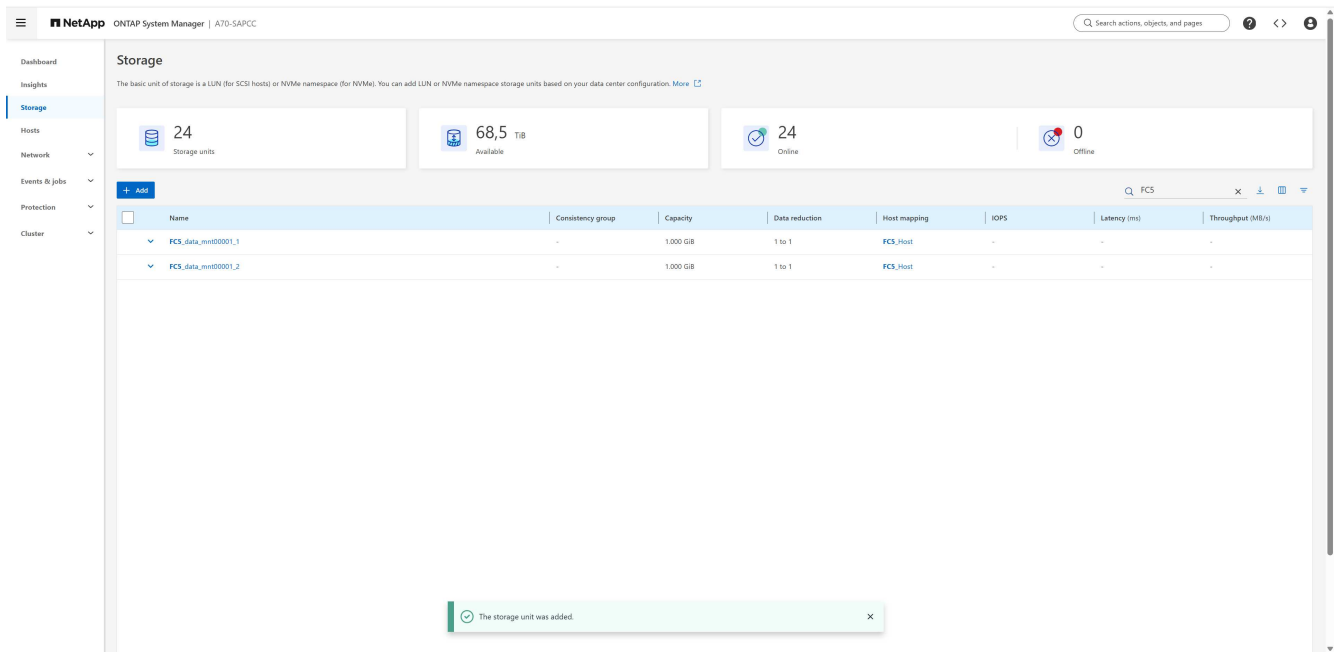 NetApp ONTAP System Manager | A70-SAPCC
Search actions, objects, and pages
Dashboard
Insights
Storage
Hosts
Network
Events & jobs
Protection
Cluster
Storage
The basic unit of storage is a LUN (for SCSI hosts) or NVMe namespace (for NVMe). You can add LUN or NVMe namespace storage units based on your data center configuration. More
24
Storage units
68,5 TiB
Available
24
Online
0
Offline
+ Add
FC5
Name Consistency group Capacity Data reduction Host mapping IOPS Latency (ms) Throughput (MB/s)
FC5_data_mnt00001_1 - 1.000 GiB 1 to 1 FC5_Host - - -
FC5_data_mnt00001_2 - 1.000 GiB 1 to 1 FC5_Host - - -
The storage unit was added.